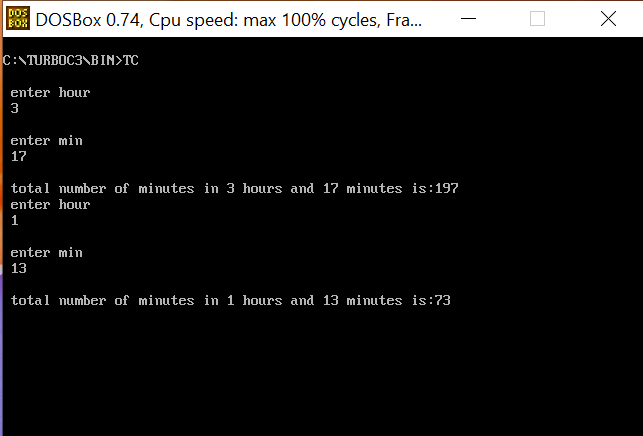 DOS
BOX
DOSBox 0.74, Cpu speed: max 100% cycles, Fra...
C:\TURBOC3\BIN>TC
enter hour
3
enter min
17
total number of minutes in 3 hours and 17 minutes is:197
enter hour
1
enter min
13
total number of minutes in 1 hours and 13 minutes is:73